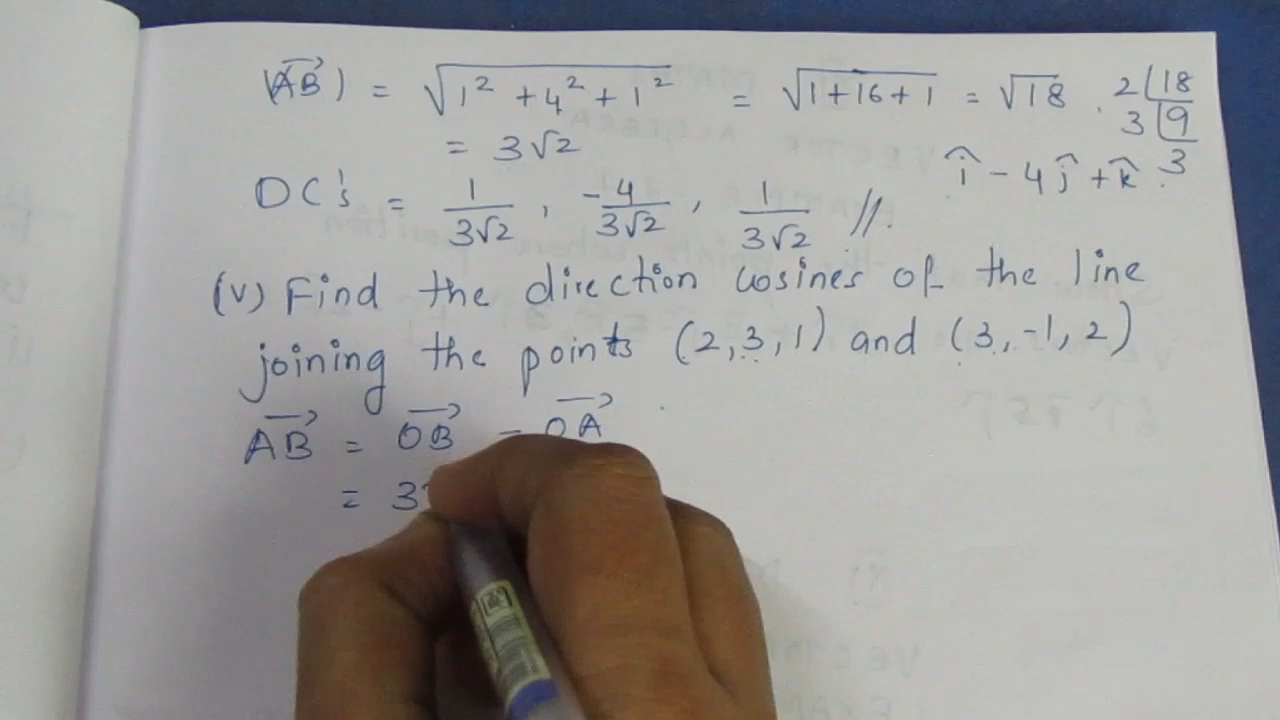 |AB⃗| = √(1² + 4² + 1²) = √(1+16+1) = √18 . 2 | 18
= 3√2 3 | 9
3
î - 4ĵ + k̂ .
DC's = 1/3√2 , -4/3√2 , 1/3√2 //.
(v) Find the direction cosines of the line
joining the points (2,3,1) and (3,-1,2)
AB⃗ = OB⃗ - OA⃗
= 3